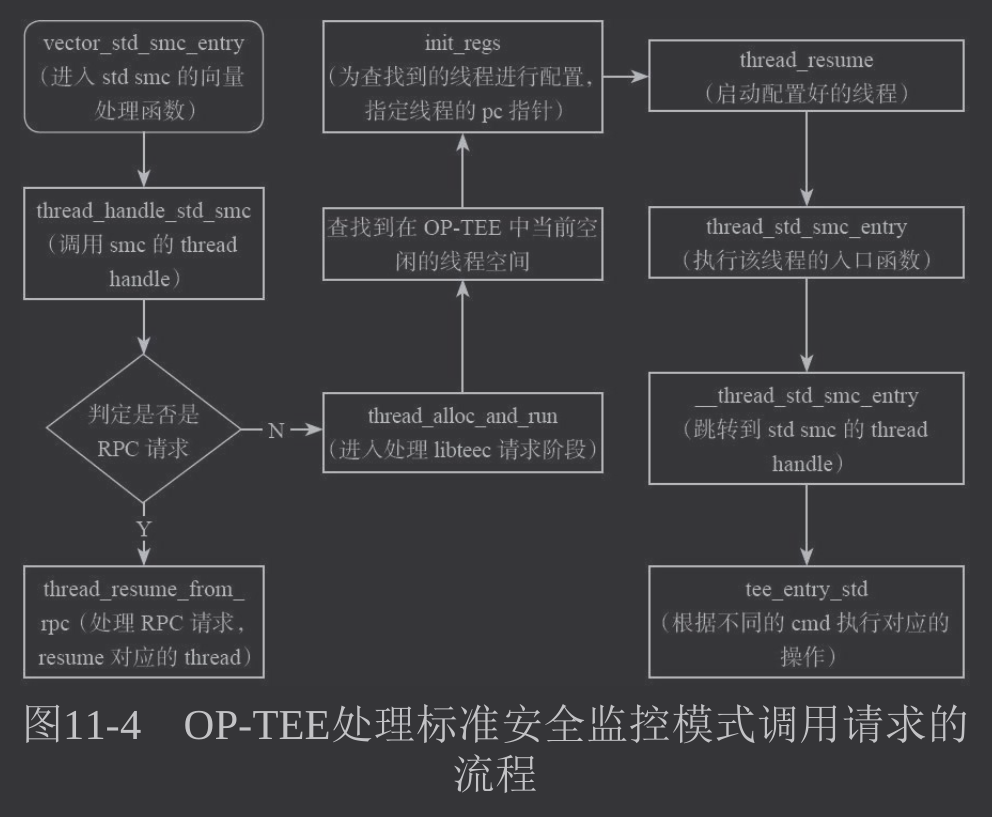 vector_std_smc_entry
（进入 std smc 的向量
处理函数）
thread_handle_std_smc
（调用 smc 的 thread
handle）
判定是否是
RPC 请求
N
Y
thread_resume_from_
rpc（处理 RPC 请求，
resume 对应的 thread）
thread_alloc_and_run
（进入处理 libteec 请求阶段）
查找到在 OP-TEE 中当前空
闲的线程空间
init_regs
（为查找到的线程进行配置，
指定线程的 pc 指针）
thread_resume
（启动配置好的线程）
thread_std_smc_entry
（执行该线程的入口函数）
__thread_std_smc_entry
（跳转到 std smc 的 thread
handle）
tee_entry_std
（根据不同的 cmd 执行对应的
操作）
图11-4　OP-TEE处理标准安全监控模式调用请求的
流程